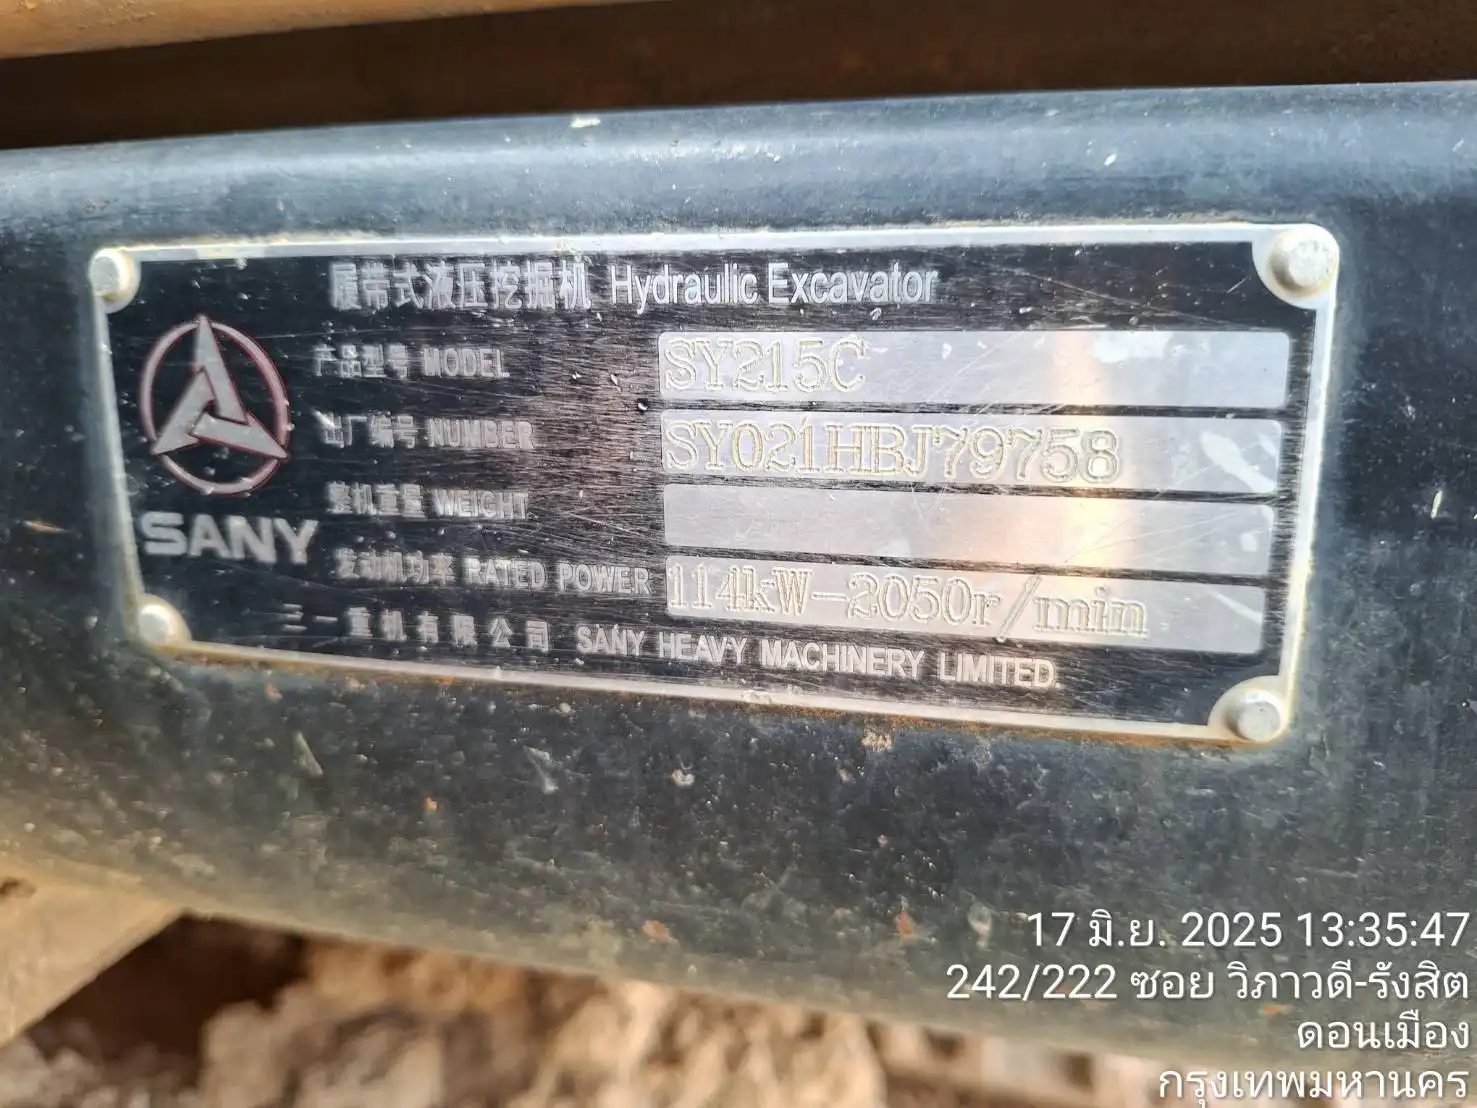 履带式液压挖掘机 Hydraulic Excavator
产品型号 MODEL SY215C
出厂编号 NUMBER SY021HBJ79758
整机重量 WEIGHT
发动机功率 RATED POWER 114kW-2050r/min
三一重机有限公司 SANY HEAVY MACHINERY LIMITED.
SANY
17 มิ.ย. 2025 13:35:47
242/222 ซอย วิภาวดี-รังสิต
ดอนเมือง
กรุงเทพมหานคร